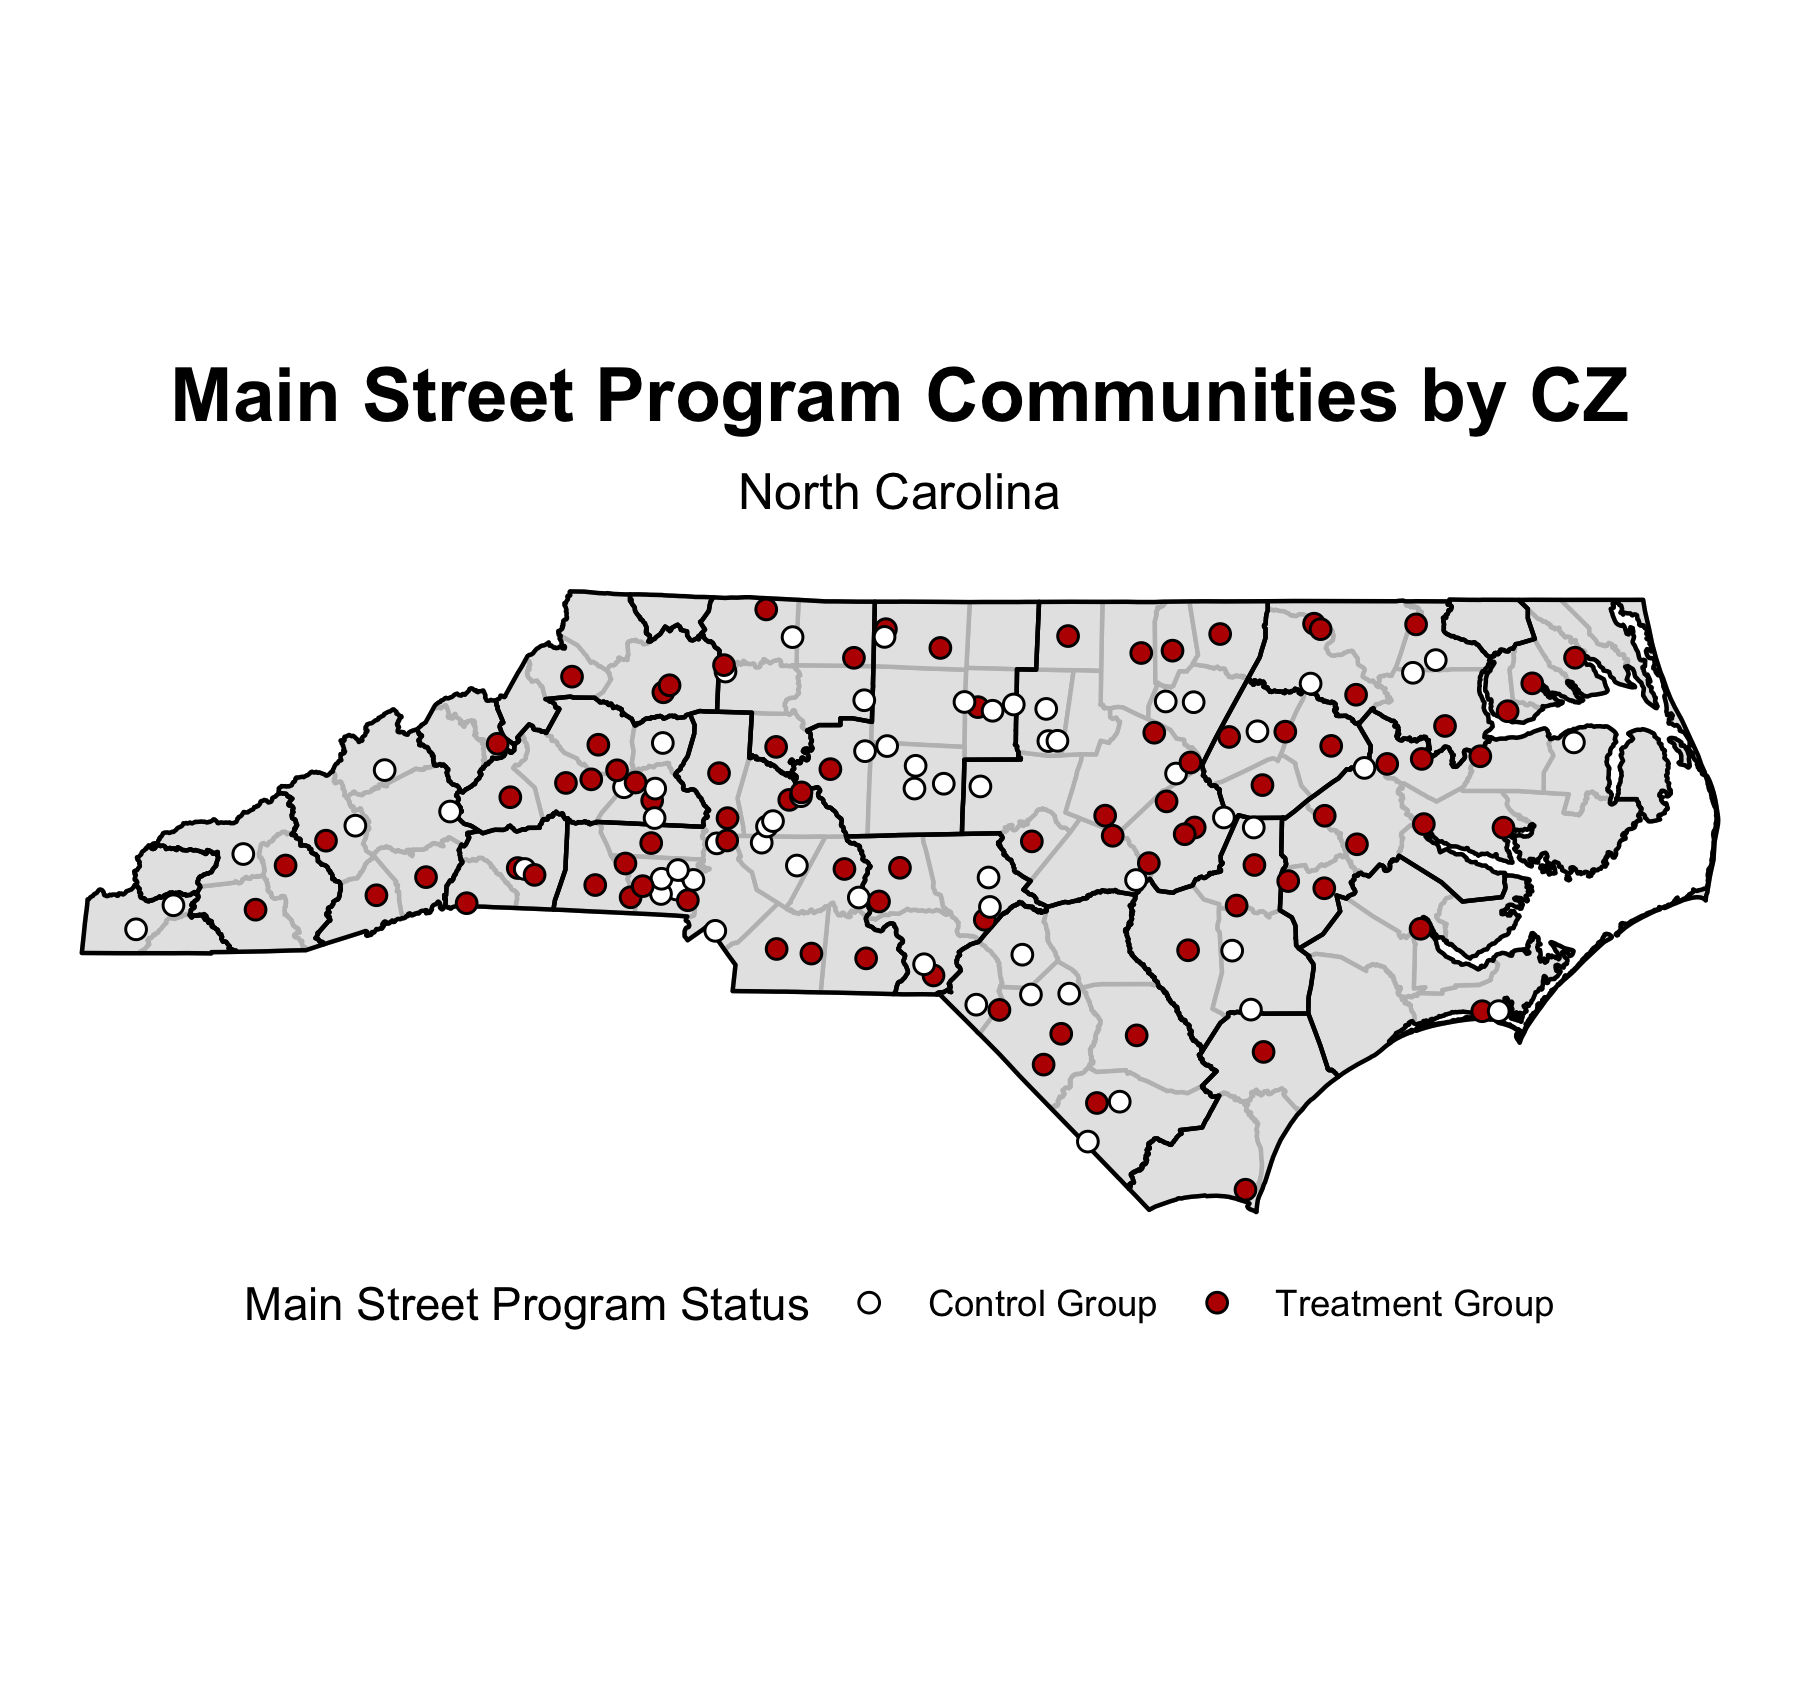 Main Street Program Communities by CZ
North Carolina
Main Street Program Status Control Group Treatment Group